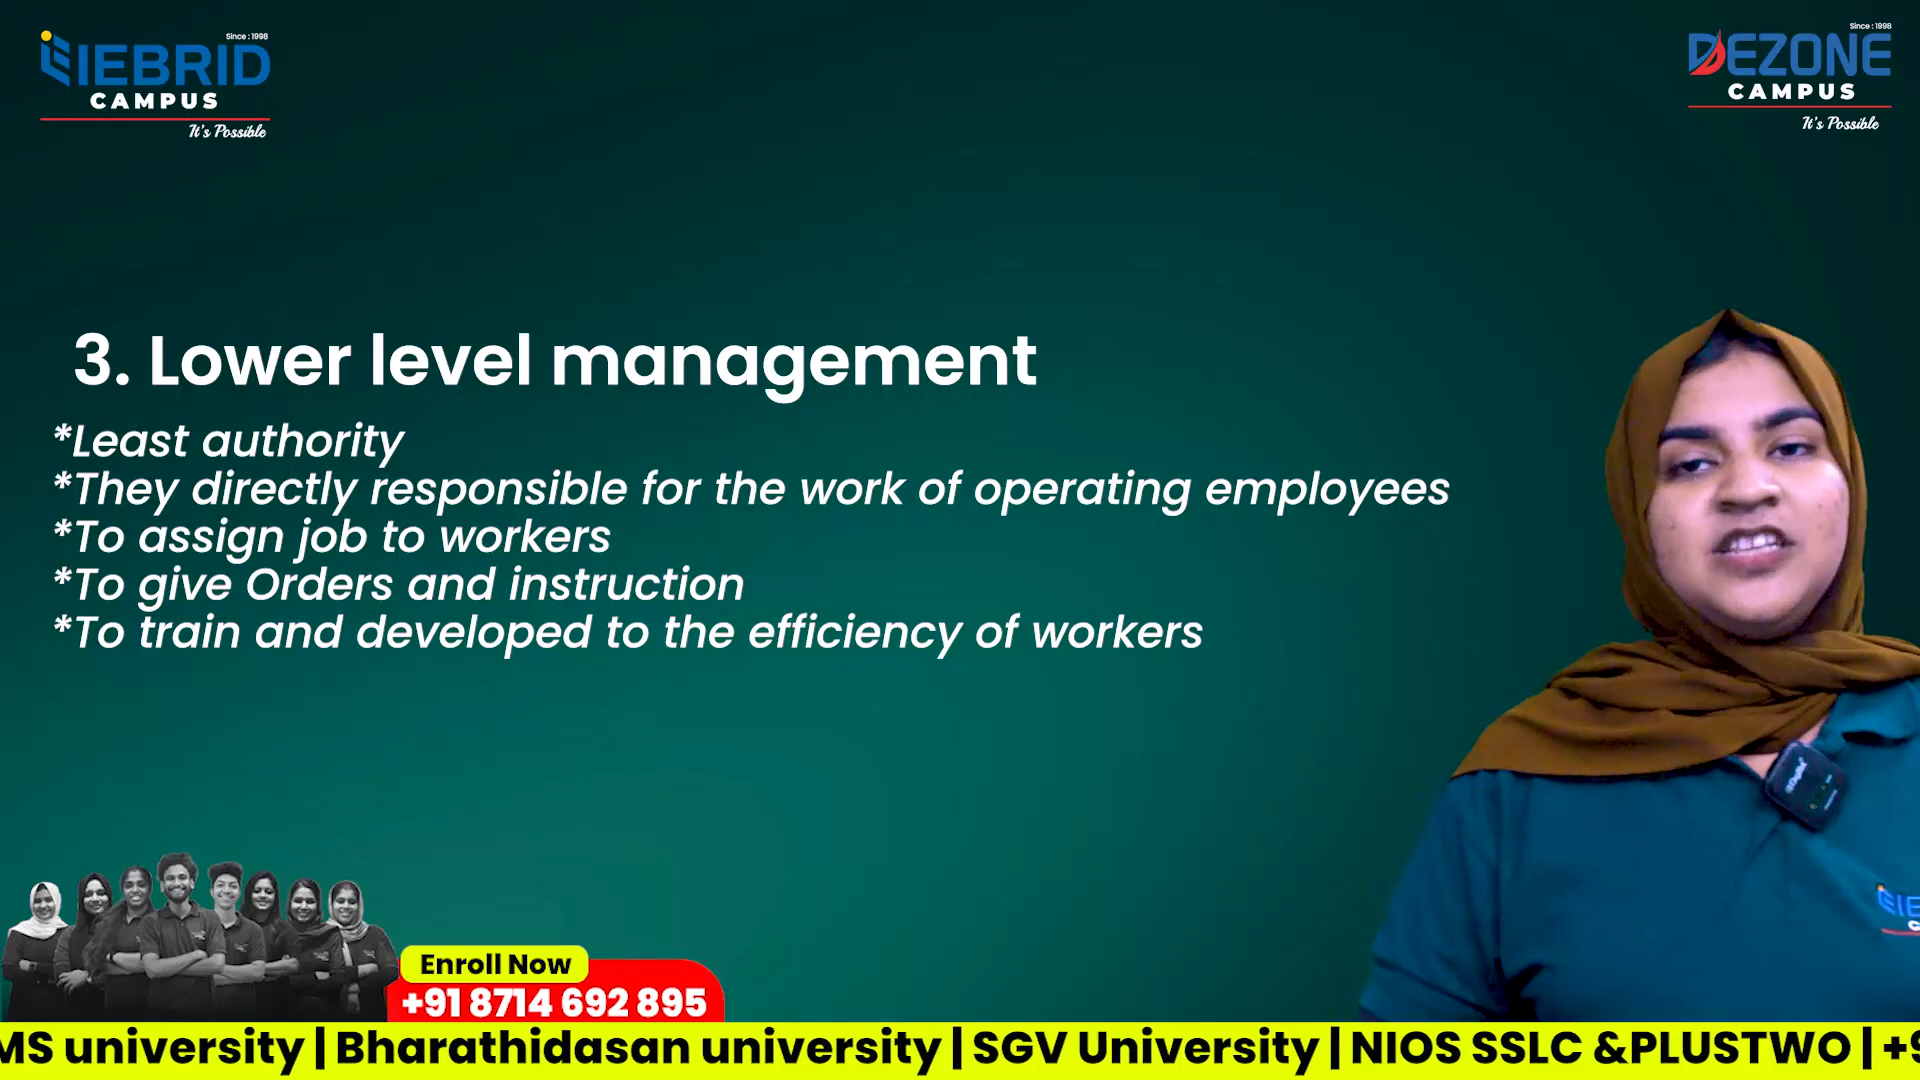 Since : 1998
IEBRID
CAMPUS
It's Possible
Since : 1998
DEZONE
CAMPUS
It's Possible
3. Lower level management
*Least authority
*They directly responsible for the work of operating employees
*To assign job to workers
*To give Orders and instruction
*To train and developed to the efficiency of workers
Enroll Now
+91 8714 692 895
MS university | Bharathidasan university | SGV University | NIOS SSLC &PLUSTWO | +9